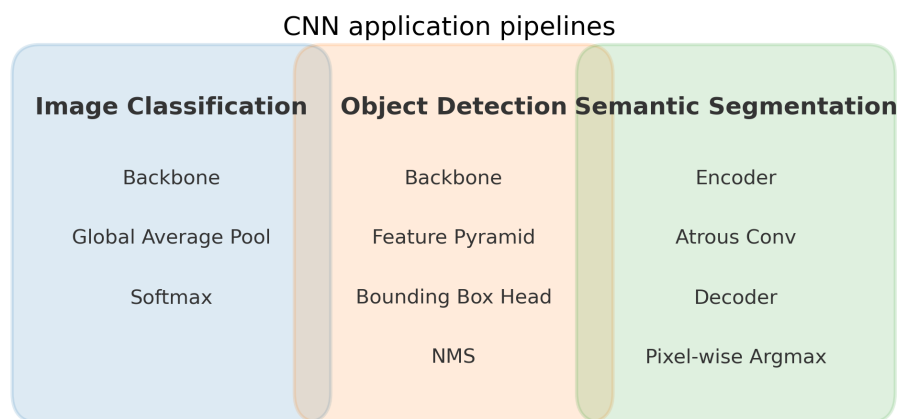 CNN application pipelines
Image Classification
Backbone
Global Average Pool
Softmax
Object Detection
Backbone
Feature Pyramid
Bounding Box Head
NMS
Semantic Segmentation
Encoder
Atrous Conv
Decoder
Pixel-wise Argmax